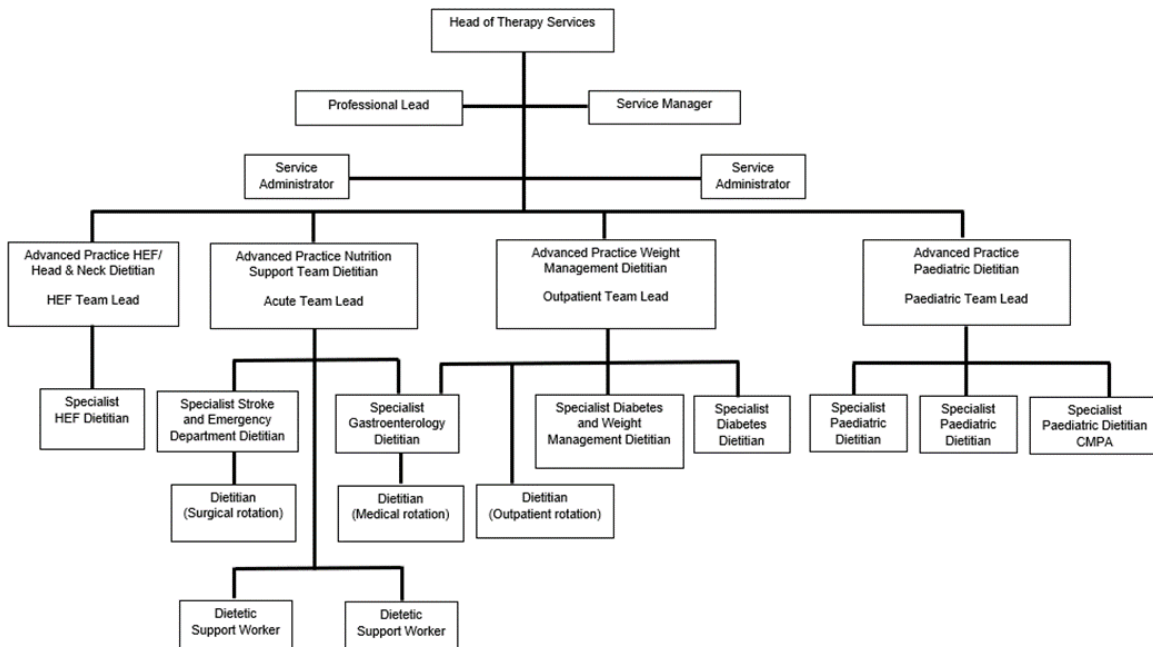 Head of Therapy Services
Professional Lead
Service Manager
Service
Administrator
Service
Administrator
Advanced Practice HEF/
Head & Neck Dietitian
HEF Team Lead
Advanced Practice Nutrition
Support Team Dietitian
Acute Team Lead
Advanced Practice Weight
Management Dietitian
Outpatient Team Lead
Advanced Practice
Paediatric Dietitian
Paediatric Team Lead
Specialist
HEF Dietitian
Specialist Stroke
and Emergency
Department Dietitian
Specialist
Gastroenterology
Dietitian
Specialist Diabetes
and Weight
Management Dietitian
Specialist
Diabetes
Dietitian
Specialist
Paediatric
Dietitian
Specialist
Paediatric
Dietitian
Specialist
Paediatric Dietitian
CMPA
Dietitian
(Surgical rotation)
Dietitian
(Medical rotation)
Dietitian
(Outpatient rotation)
Dietetic
Support Worker
Dietetic
Support Worker